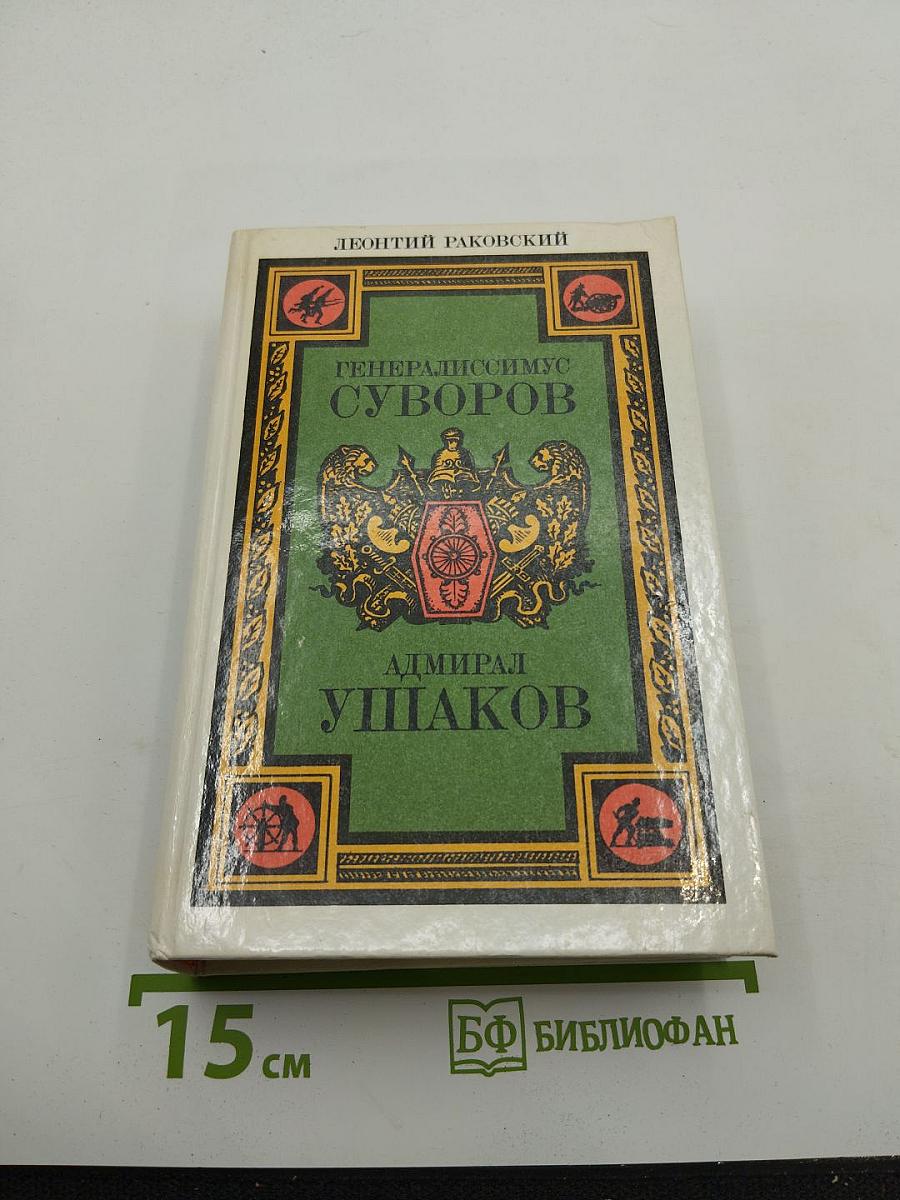 ЛЕОНТИЙ РАКОВСКИЙ
ГЕНЕРАЛИССИМУС
СУВОРОВ
АДМИРАЛ
УШАКОВ
15 см
БФ БИБЛИОФАН